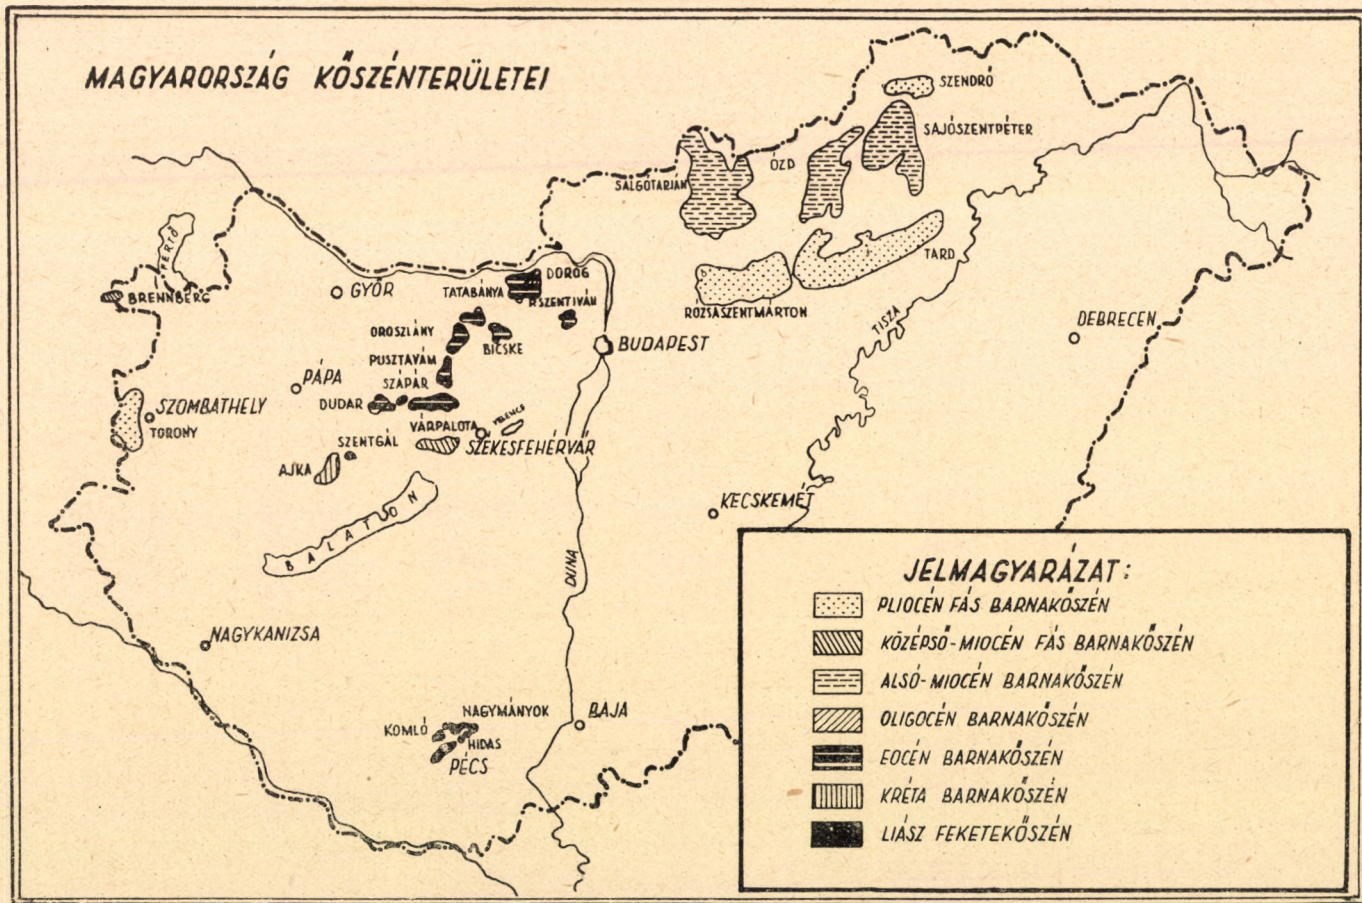 MAGYARORSZÁG KŐSZÉNTERÜLETEI
SZENDRŐ
SAJÓSZENTPÉTER
ÓZD
SALGÓTARJÁN
FERTŐ
TARD
DOROG
BRENNBERG
GYŐR
TATABÁNYA
P.SZENTIVÁN
RÓZSASZENTMÁRTON
TISZA
DEBRECEN
OROSZLÁNY
BICSKE
BUDAPEST
PUSZTAVÁM
PÁPA
SZÁPÁR
SZOMBATHELY
DUDAR
TORONY
VÁRPALOTA
VELENCE
SZENTGÁL
SZÉKESFEHÉRVÁR
AJKA
BALATON
KECSKEMÉT
DUNA
NAGYKANIZSA
NAGYMÁNYOK
BAJA
KOMLÓ
HIDAS
PÉCS
JELMAGYARÁZAT:
PLIOCÉN FÁS BARNAKŐSZÉN
KÖZÉPSŐ-MIOCÉN FÁS BARNAKŐSZÉN
ALSÓ-MIOCÉN BARNAKŐSZÉN
OLIGOCÉN BARNAKŐSZÉN
EOCÉN BARNAKŐSZÉN
KRÉTA BARNAKŐSZÉN
LIÁSZ FEKETEKŐSZÉN